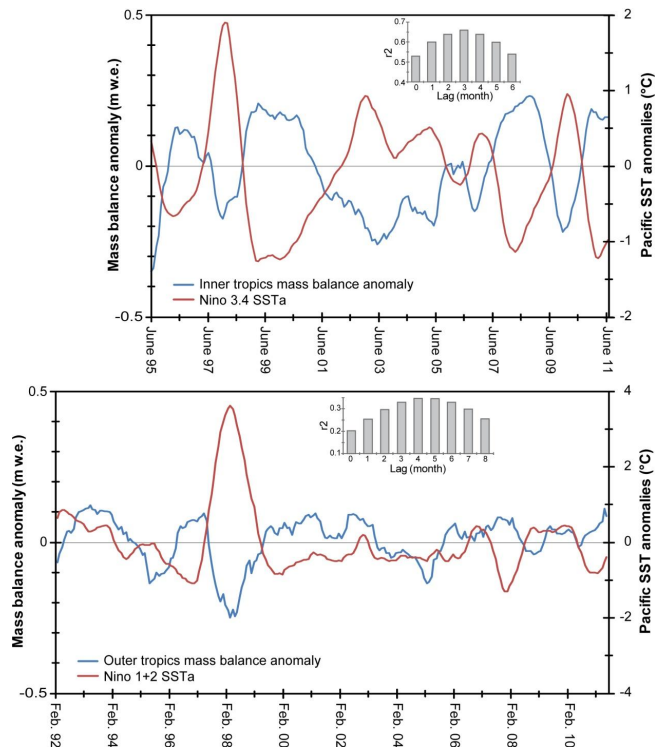 0.5
0
-0.5
Mass balance anomaly (m w.e.)
2
1
0
-1
-2
Pacific SST anomalies (°C)
0.7
0.6
0.5
0.4
r2
0 1 2 3 4 5 6
Lag (month)
Inner tropics mass balance anomaly
Nino 3.4 SSTa
June 95
June 97
June 99
June 01
June 03
June 05
June 07
June 09
June 11
0.5
0
-0.5
Mass balance anomaly (m w.e.)
4
2
0
-2
-4
Pacific SST anomalies (°C)
0.3
0.2
0.1
r2
0 1 2 3 4 5 6 7 8
Lag (month)
Outer tropics mass balance anomaly
Nino 1+2 SSTa
Feb. 92
Feb. 94
Feb. 96
Feb. 98
Feb. 00
Feb. 02
Feb. 04
Feb. 06
Feb. 08
Feb. 10